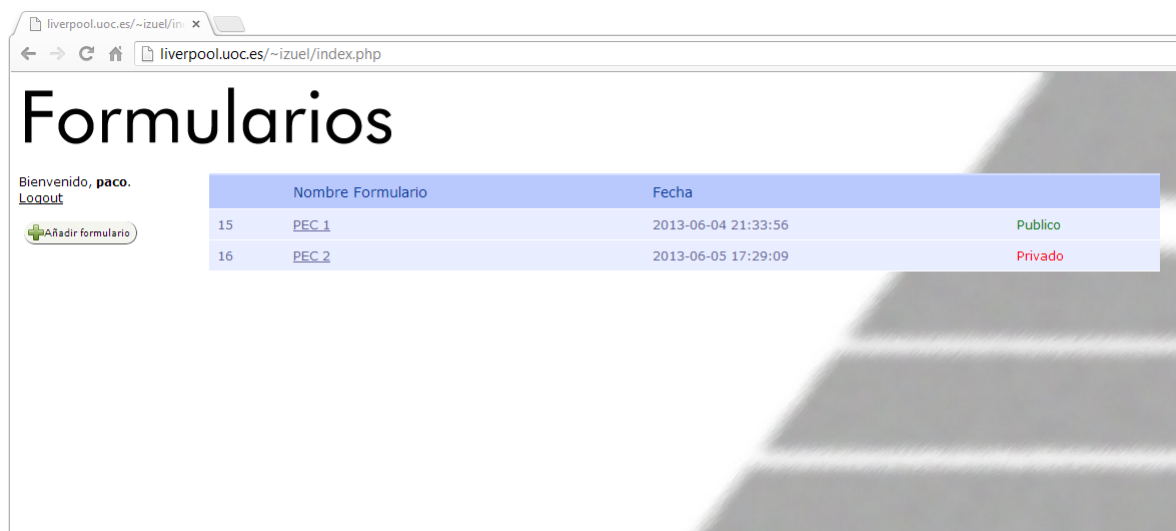 liverpool.uoc.es/~izuel/in
liverpool.uoc.es/~izuel/index.php
Formularios
Bienvenido, paco.
Logout
Añadir formulario
Nombre Formulario Fecha
15 PEC 1 2013-06-04 21:33:56 Publico
16 PEC 2 2013-06-05 17:29:09 Privado